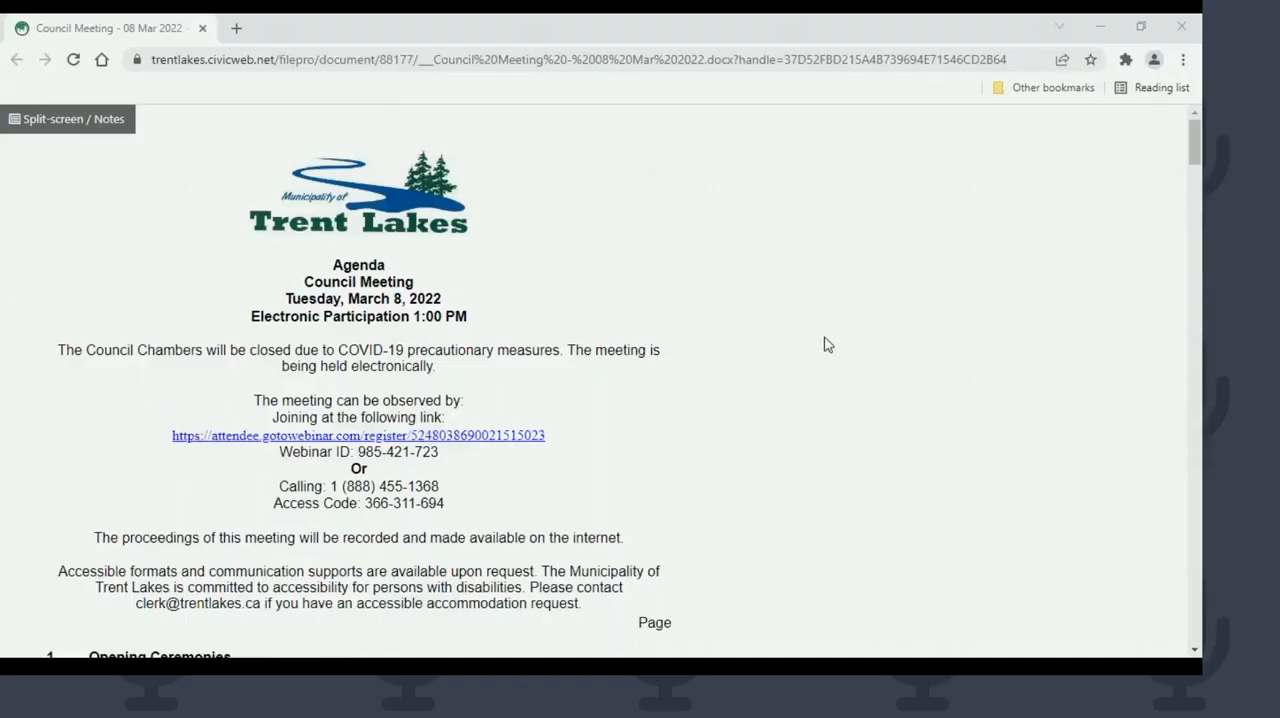 Council Meeting - 08 Mar 2022
trentlakes.civicweb.net/filepro/document/88177/__Council%20Meeting%20-%2008%20Mar%202022.docx?handle=37D52FBD215A4B739694E71546CD2B64
Other bookmarks
Reading list
Split-screen / Notes
Municipality of
Trent Lakes
Agenda
Council Meeting
Tuesday, March 8, 2022
Electronic Participation 1:00 PM
The Council Chambers will be closed due to COVID-19 precautionary measures. The meeting is
being held electronically.
The meeting can be observed by:
Joining at the following link:
https://attendee.gotowebinar.com/register/5248038690021515023
Webinar ID: 985-421-723
Or
Calling: 1 (888) 455-1368
Access Code: 366-311-694
The proceedings of this meeting will be recorded and made available on the internet.
Accessible formats and communication supports are available upon request. The Municipality of
Trent Lakes is committed to accessibility for persons with disabilities. Please contact
clerk@trentlakes.ca if you have an accessible accommodation request.
Page
1. Opening Ceremonies